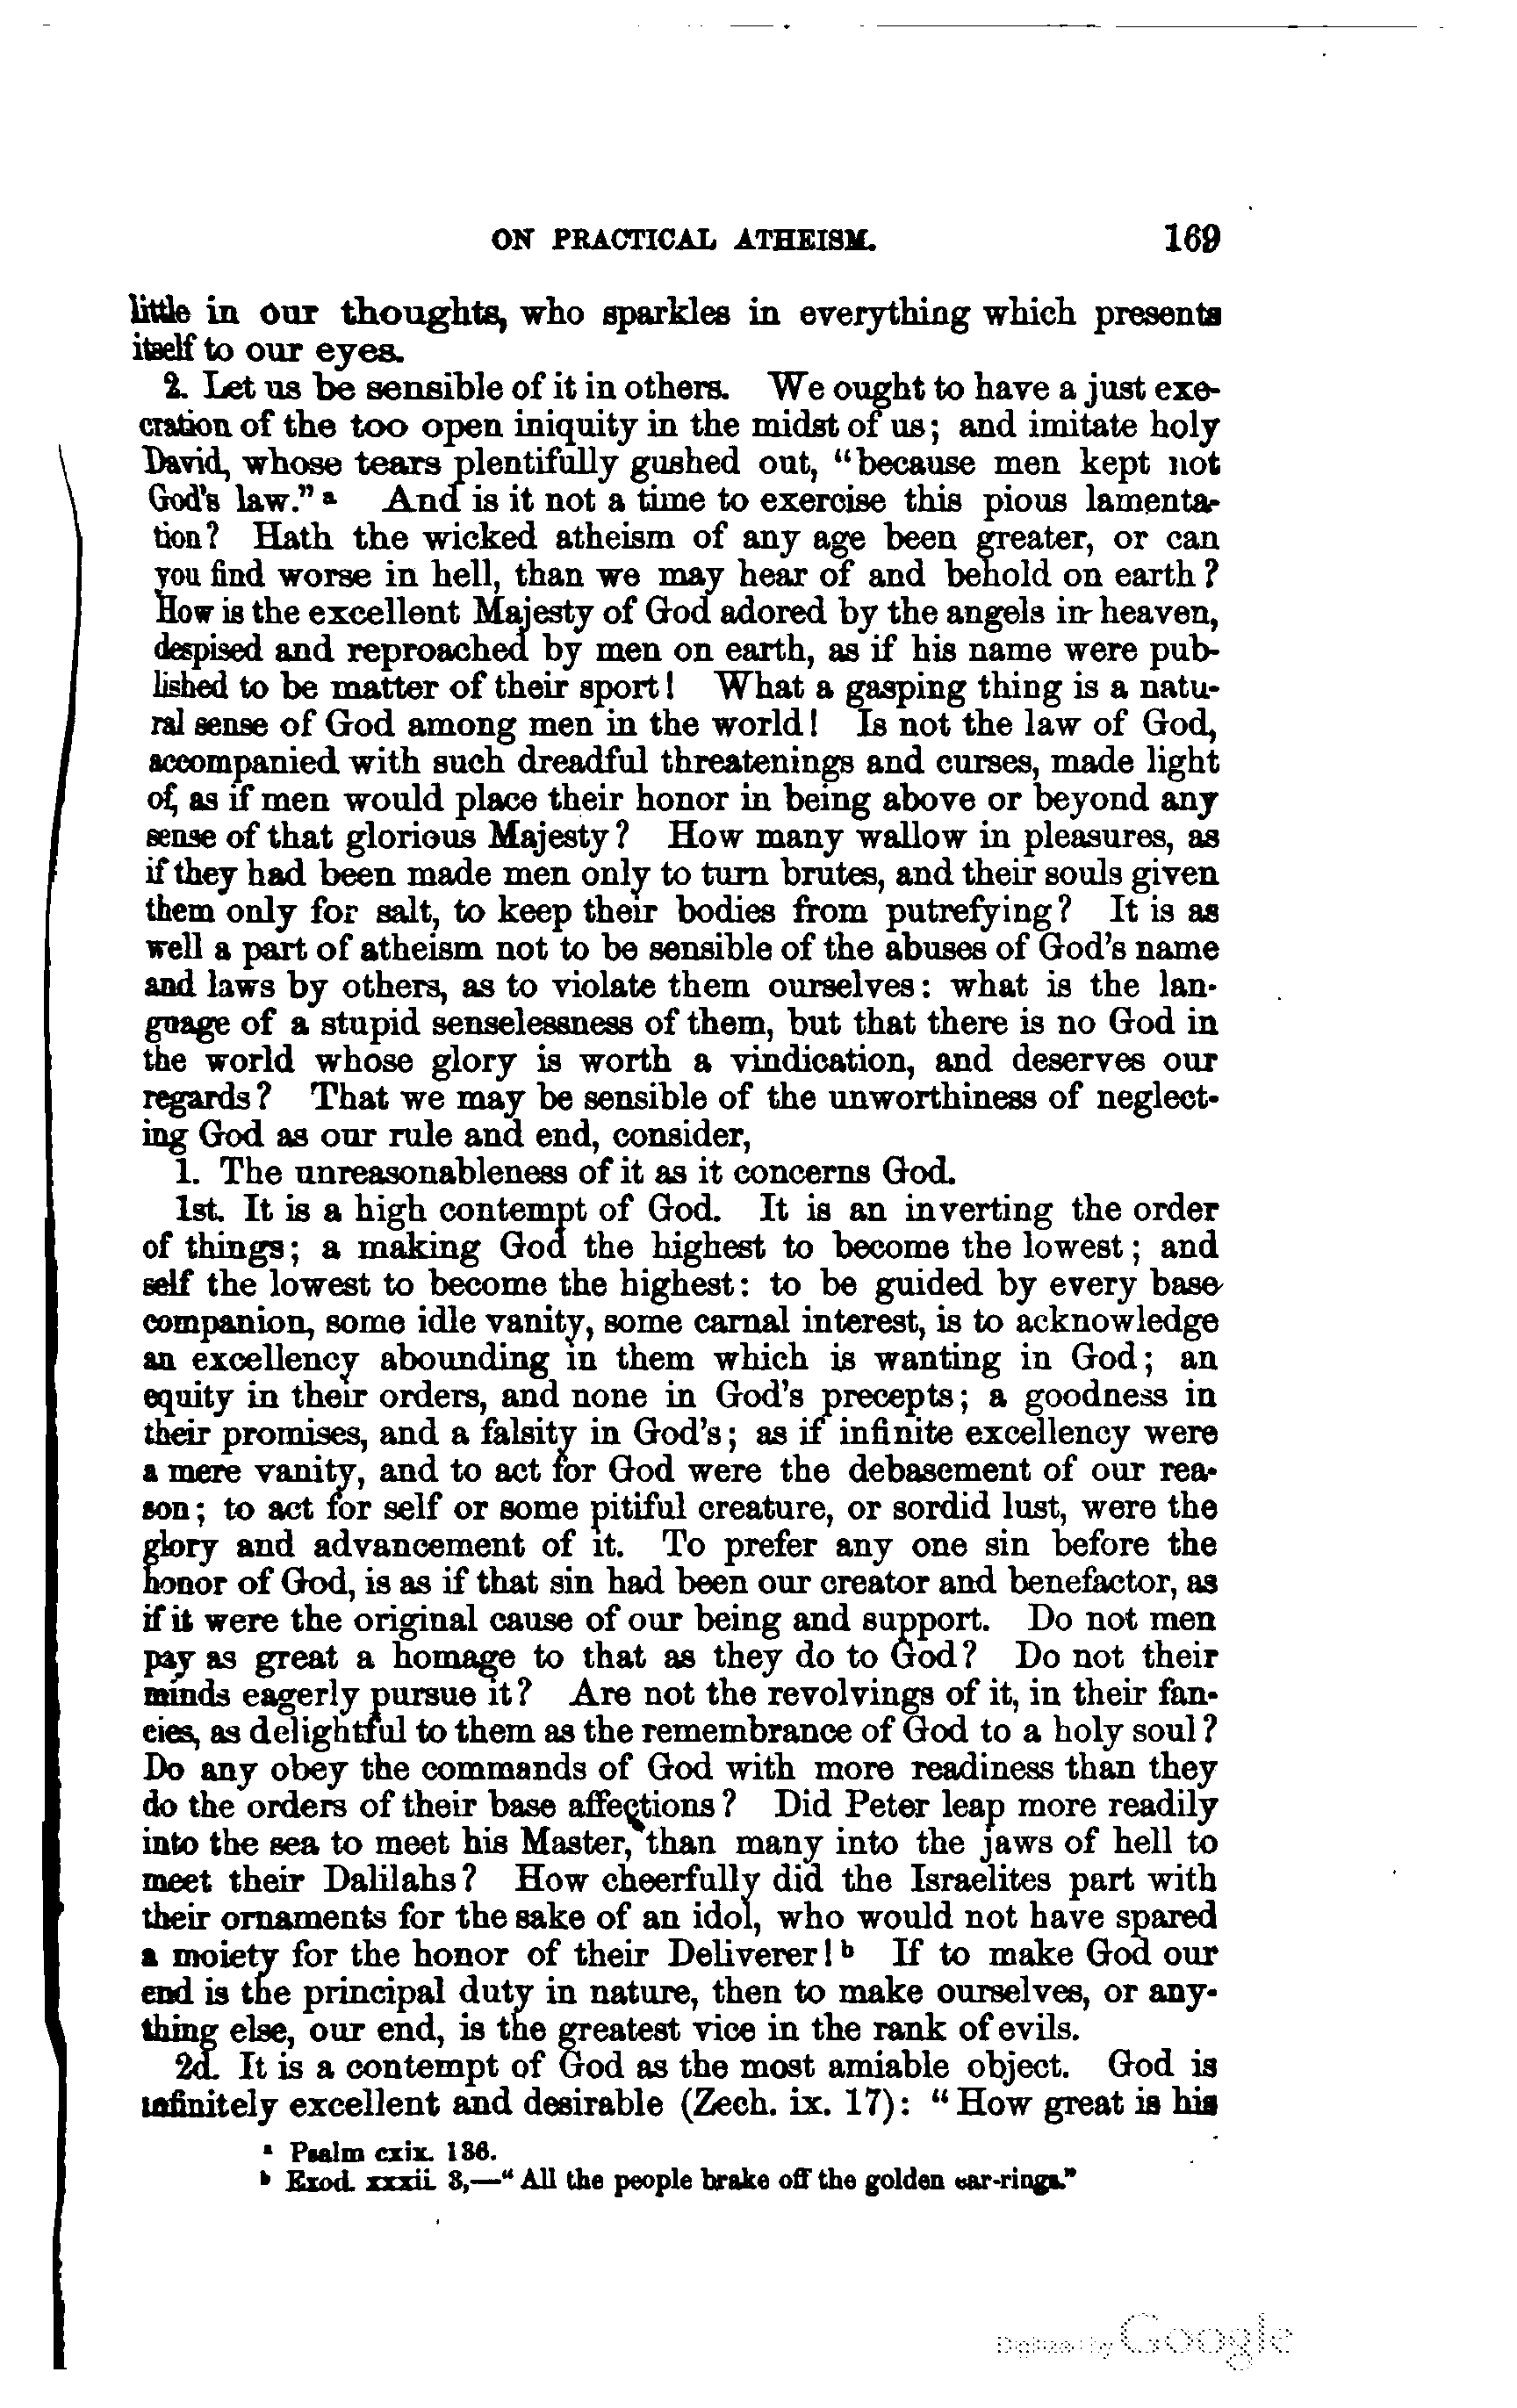 ON PRACTICAL ATHEISM. 169
little in our thoughts, who sparkles in everything which presents
itself to our eyes.
2. Let us be sensible of it in others. We ought to have a just exe-
cration of the too open iniquity in the midst of us; and imitate holy
David, whose tears plentifully gushed out, “because men kept not
God's law.” a And is it not a time to exercise this pious lamenta-
tion? Hath the wicked atheism of any age been greater, or can
you find worse in hell, than we may hear of and behold on earth?
How is the excellent Majesty of God adored by the angels in heaven,
despised and reproached by men on earth, as if his name were pub-
lished to be matter of their sport! What a gasping thing is a natu-
ral sense of God among men in the world! Is not the law of God,
accompanied with such dreadful threatenings and curses, made light
of, as if men would place their honor in being above or beyond any
sense of that glorious Majesty? How many wallow in pleasures, as
if they had been made men only to turn brutes, and their souls given
them only for salt, to keep their bodies from putrefying? It is as
well a part of atheism not to be sensible of the abuses of God's name
and laws by others, as to violate them ourselves: what is the lan-
guage of a stupid senselessness of them, but that there is no God in
the world whose glory is worth a vindication, and deserves our
regards? That we may be sensible of the unworthiness of neglect-
ing God as our rule and end, consider,
1. The unreasonableness of it as it concerns God.
1st. It is a high contempt of God. It is an inverting the order
of things; a making God the highest to become the lowest; and
self the lowest to become the highest: to be guided by every base
companion, some idle vanity, some carnal interest, is to acknowledge
an excellency abounding in them which is wanting in God; an
equity in their orders, and none in God's precepts; a goodness in
their promises, and a falsity in God's; as if infinite excellency were
a mere vanity, and to act for God were the debasement of our rea-
son; to act for self or some pitiful creature, or sordid lust, were the
glory and advancement of it. To prefer any one sin before the
honor of God, is as if that sin had been our creator and benefactor, as
if it were the original cause of our being and support. Do not men
pay as great a homage to that as they do to God? Do not their
minds eagerly pursue it? Are not the revolvings of it, in their fan-
cies, as delightful to them as the remembrance of God to a holy soul?
Do any obey the commands of God with more readiness than they
do the orders of their base affections? Did Peter leap more readily
into the sea to meet his Master, than many into the jaws of hell to
meet their Dalilahs? How cheerfully did the Israelites part with
their ornaments for the sake of an idol, who would not have spared
a moiety for the honor of their Deliverer! b If to make God our
end is the principal duty in nature, then to make ourselves, or any-
thing else, our end, is the greatest vice in the rank of evils.
2d. It is a contempt of God as the most amiable object. God is
infinitely excellent and desirable (Zech. ix. 17): “How great is his
a Psalm cxix. 136.
b Exod. xxxii. 3,—“All the people brake off the golden ear-rings.”
Digitized by Google